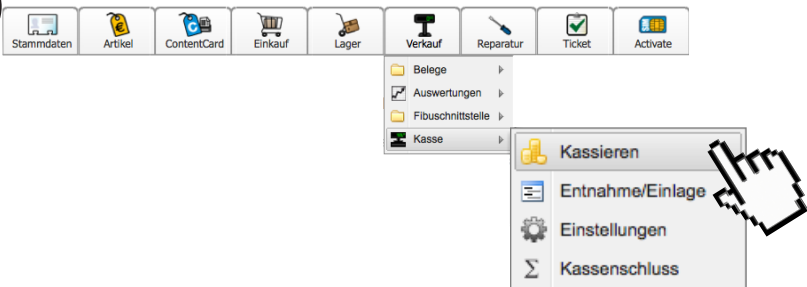 Stammdaten Artikel ContentCard Einkauf Lager Verkauf Reparatur Ticket Activate
Belege
Auswertungen
Fibuschnittstelle
Kasse
Kassieren
Entnahme/Einlage
Einstellungen
Kassenschluss